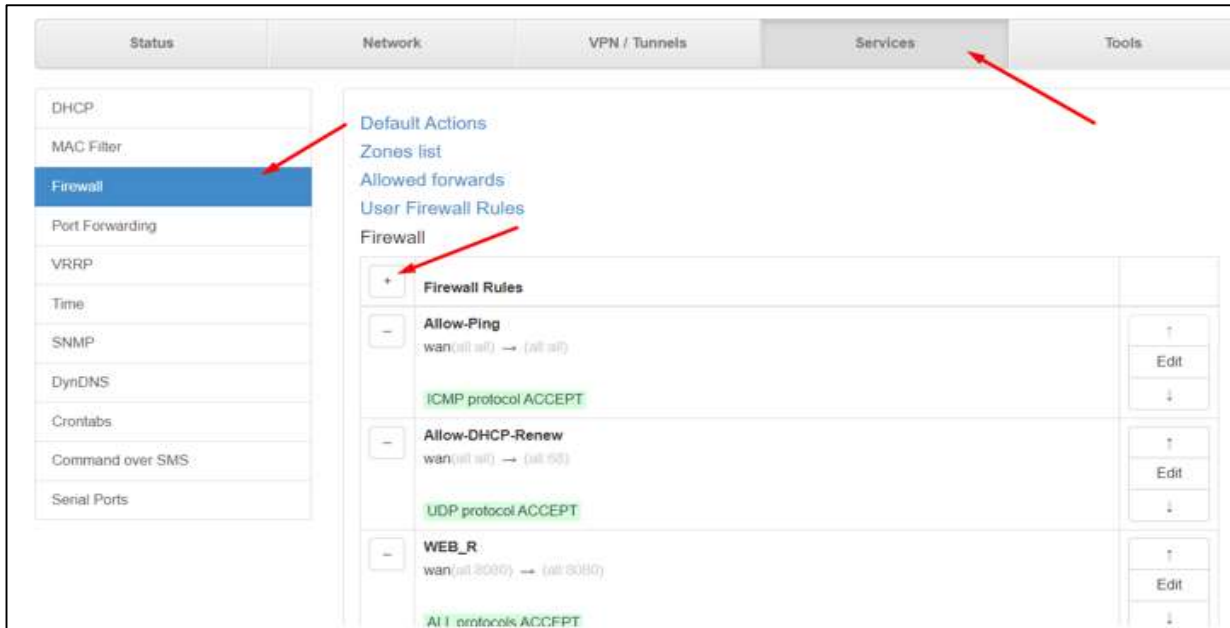 Status Network VPN / Tunnels Services Tools
DHCP
MAC Filter
Firewall
Port Forwarding
VRRP
Time
SNMP
DynDNS
Crontabs
Command over SMS
Serial Ports
Default Actions
Zones list
Allowed forwards
User Firewall Rules
Firewall
+ Firewall Rules
– Allow-Ping
wan(all:all) → (all:all)
ICMP protocol ACCEPT
↑
Edit
↓
– Allow-DHCP-Renew
wan(all:all) → (all:68)
UDP protocol ACCEPT
↑
Edit
↓
– WEB_R
wan(all:8080) → (all:8080)
ALL protocols ACCEPT
↑
Edit
↓